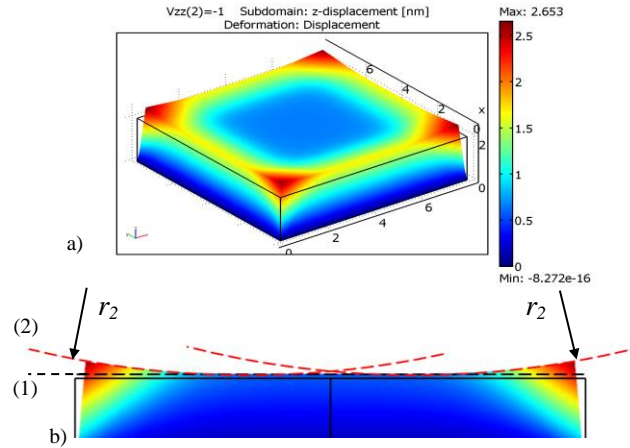 Vzz(2)=-1 Subdomain: z-displacement [nm]
Deformation: Displacement
Max: 2.653
2.5
2
1.5
1
0.5
0
Min: -8.272e-16
6
4
2
x
0
2
0
6
4
2
0
y
a)
r2
r2
(2)
(1)
b)